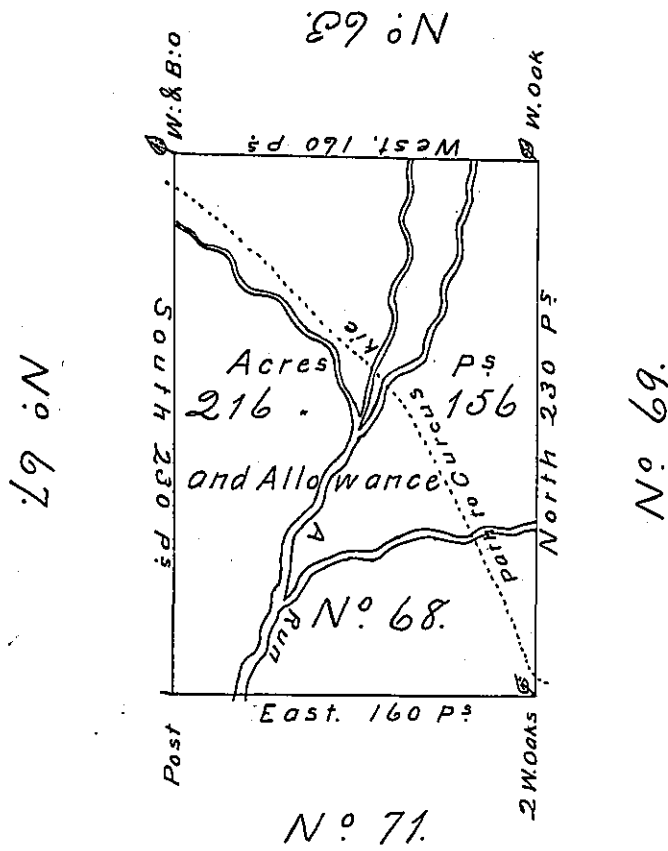 No 63.
W: & B: O
W. Oak
West. 160 ps
South 230 ps
No 67.
Acres Ps
216 . 156
and Allowance
Path to Curcus kie
North 230 Ps.
No 69.
A Run
No 68.
East. 160 Ps
Post
2 W. Oaks
No 71.